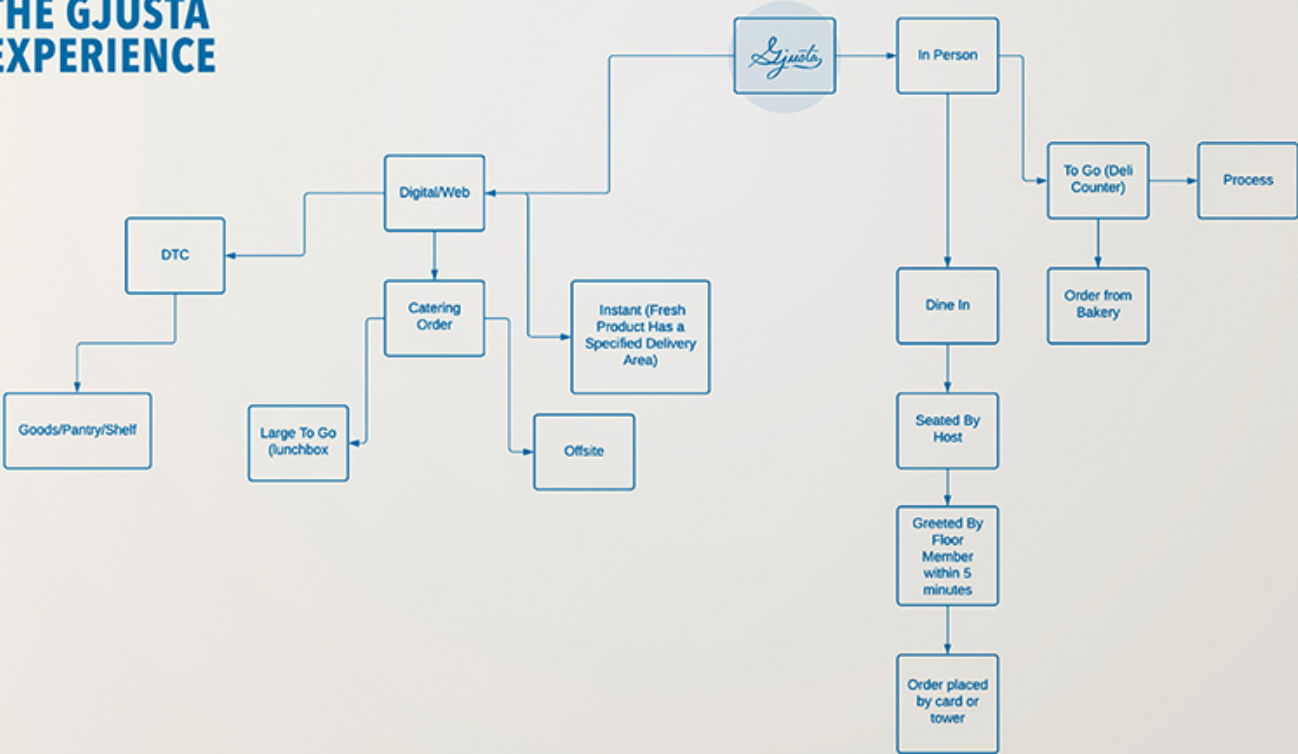 THE GJUSTA
EXPERIENCE
Gjusta
In Person
To Go (Deli
Counter)
Process
Digital/Web
DTC
Order from
Bakery
Dine In
Catering
Order
Instant (Fresh
Product Has a
Specified Delivery
Area)
Goods/Pantry/Shelf
Large To Go
(lunchbox
Offsite
Seated By
Host
Greeted By
Floor
Member
within 5
minutes
Order placed
by card or
tower